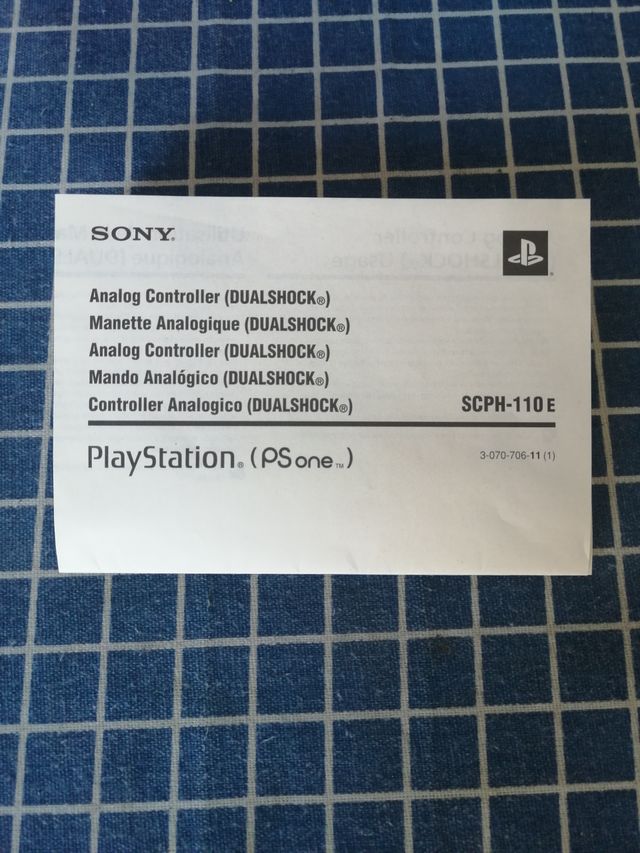 SONY®
Analog Controller (DUALSHOCK®)
Manette Analogique (DUALSHOCK®)
Analog Controller (DUALSHOCK®)
Mando Analógico (DUALSHOCK®)
Controller Analogico (DUALSHOCK®)
SCPH-110 E
PlayStation® (PS one™)
3-070-706-11 (1)